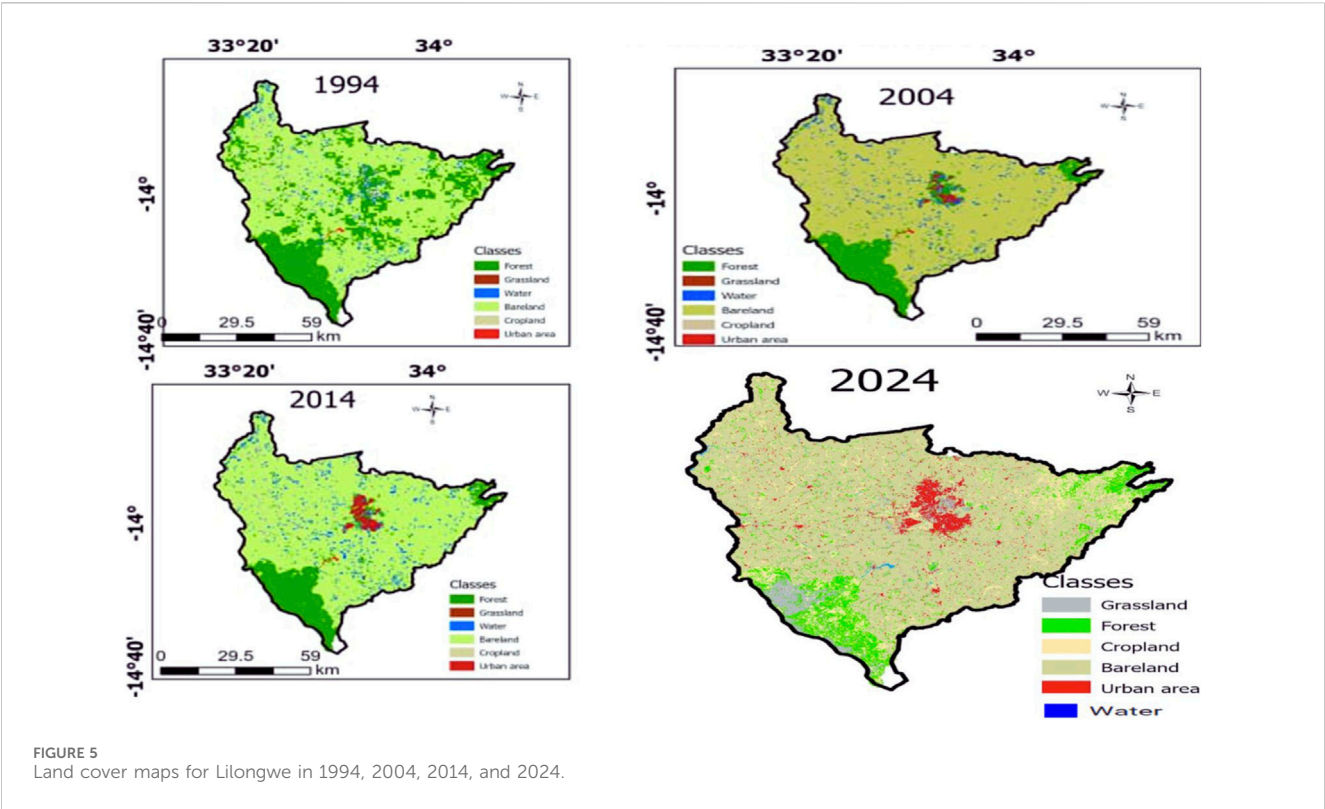 33°20' 34°
1994
N
W E
S
-14°
-14°40'
Classes
Forest
Grassland
Water
Bareland
Cropland
Urban area
0 29.5 59
km
33°20' 34°
2004
N
W E
S
-14°
-14°40'
Classes
Forest
Grassland
Water
Bareland
Cropland
Urban area
0 29.5 59
km
33°20' 34°
2014
N
W E
S
-14°
-14°40'
Classes
Forest
Grassland
Water
Bareland
Cropland
Urban area
0 29.5 59
km
2024
N
W E
S
Classes
Grassland
Forest
Cropland
Bareland
Urban area
Water
FIGURE 5
Land cover maps for Lilongwe in 1994, 2004, 2014, and 2024.